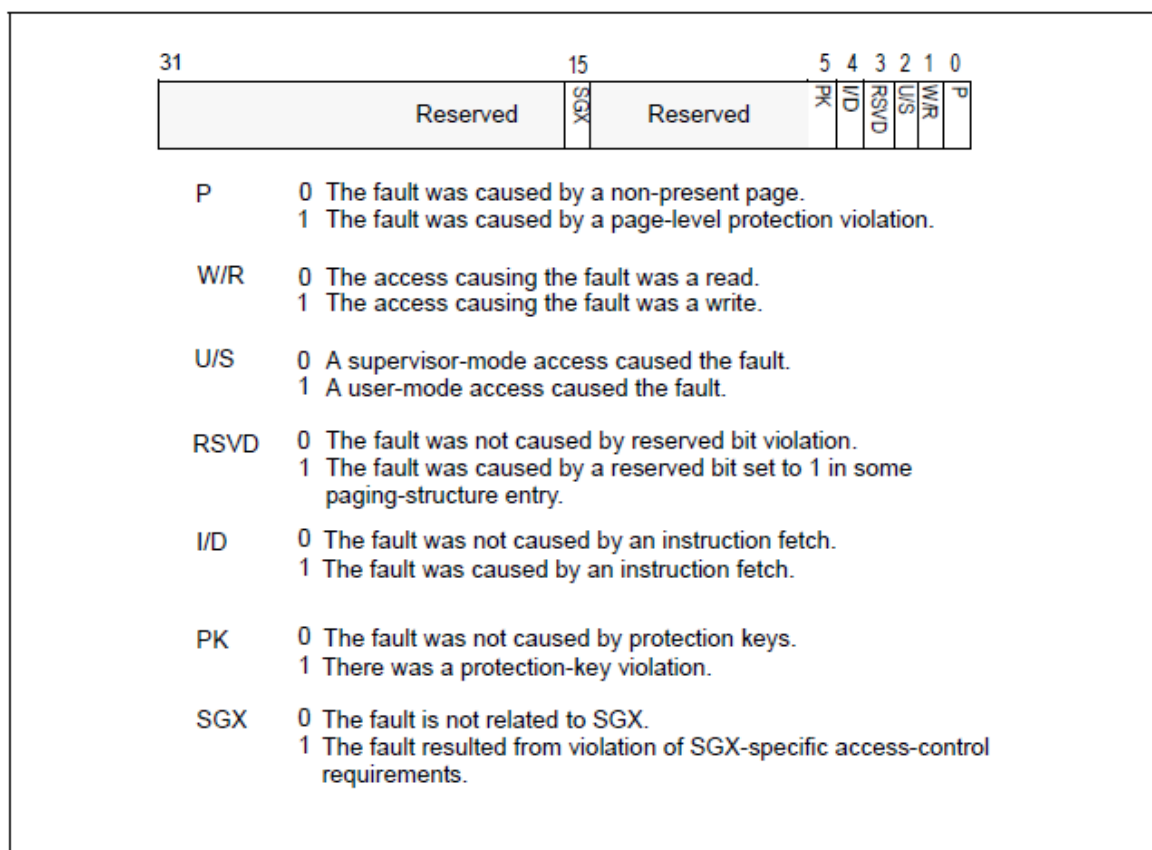 31 15 5 4 3 2 1 0
Reserved SGX Reserved PK I/D RSVD U/S W/R P
P 0 The fault was caused by a non-present page.
1 The fault was caused by a page-level protection violation.
W/R 0 The access causing the fault was a read.
1 The access causing the fault was a write.
U/S 0 A supervisor-mode access caused the fault.
1 A user-mode access caused the fault.
RSVD 0 The fault was not caused by reserved bit violation.
1 The fault was caused by a reserved bit set to 1 in some
paging-structure entry.
I/D 0 The fault was not caused by an instruction fetch.
1 The fault was caused by an instruction fetch.
PK 0 The fault was not caused by protection keys.
1 There was a protection-key violation.
SGX 0 The fault is not related to SGX.
1 The fault resulted from violation of SGX-specific access-control
requirements.